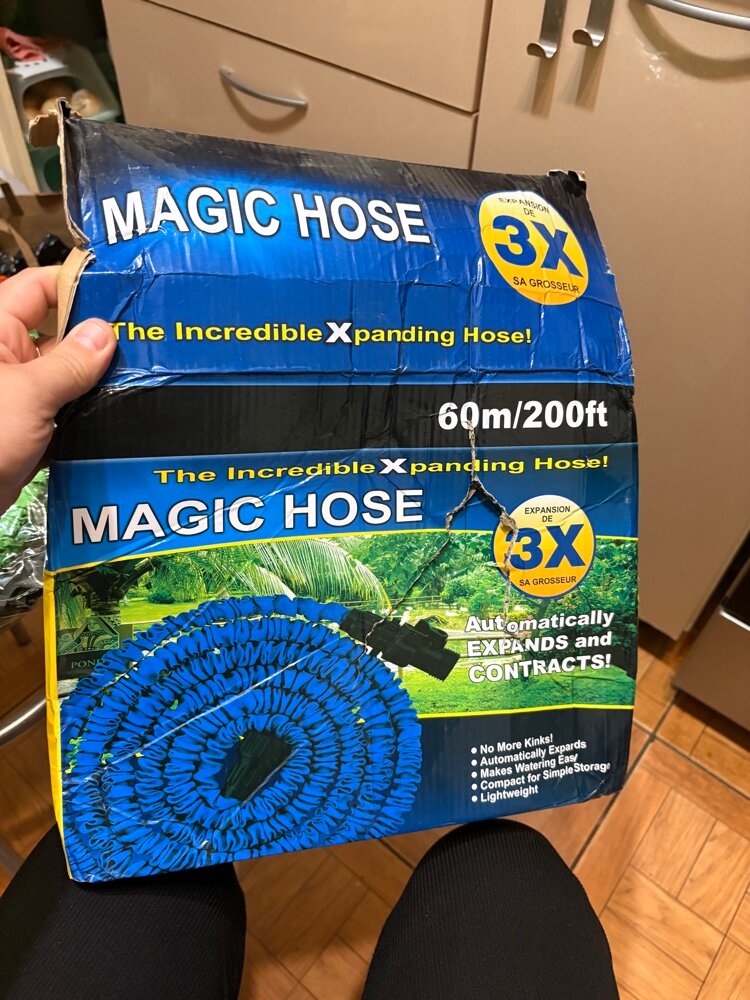 MAGIC HOSE
EXPANSION
DE
3X
SA GROSSEUR
The Incredible Xpanding Hose!
60m/200ft
The Incredible Xpanding Hose!
MAGIC HOSE
EXPANSION
DE
3X
SA GROSSEUR
Automatically
EXPANDS and
CONTRACTS!
• No More Kinks!
• Automatically Expards
• Makes Watering Easy
• Compact for Simple Storage
• Lightweight